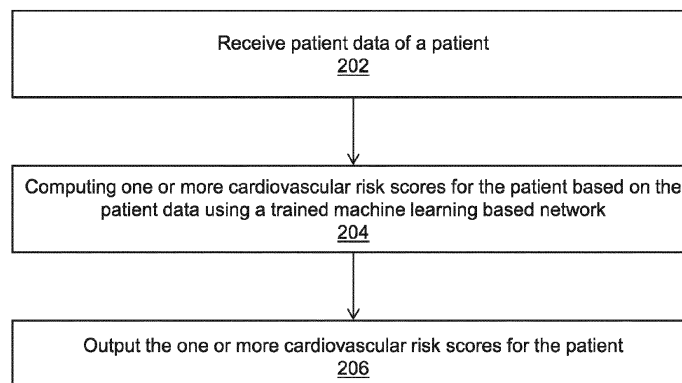 Receive patient data of a patient
202
Computing one or more cardiovascular risk scores for the patient based on the
patient data using a trained machine learning based network
204
Output the one or more cardiovascular risk scores for the patient
206